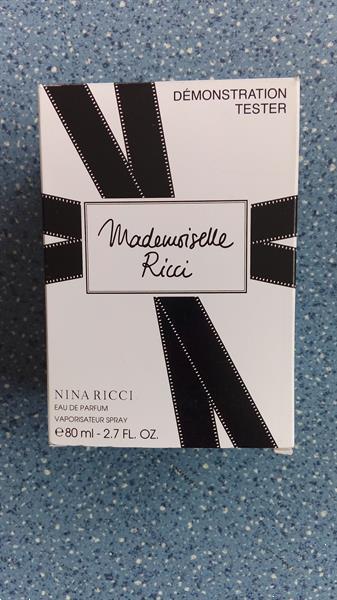 DÉMONSTRATION
TESTER
Mademoiselle
Ricci
NINA RICCI
EAU DE PARFUM
VAPORISATEUR SPRAY
℮80 ml - 2.7 FL. OZ.